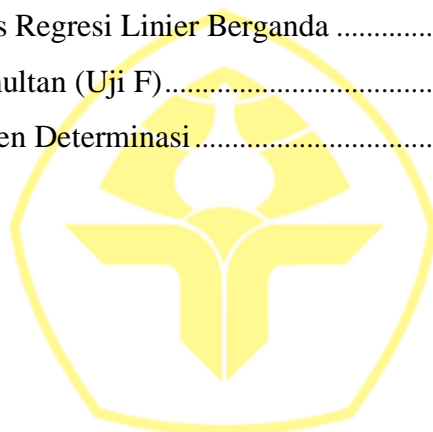 s Regresi Linier Berganda .............
ultan (Uji F)....................................
en Determinasi................................